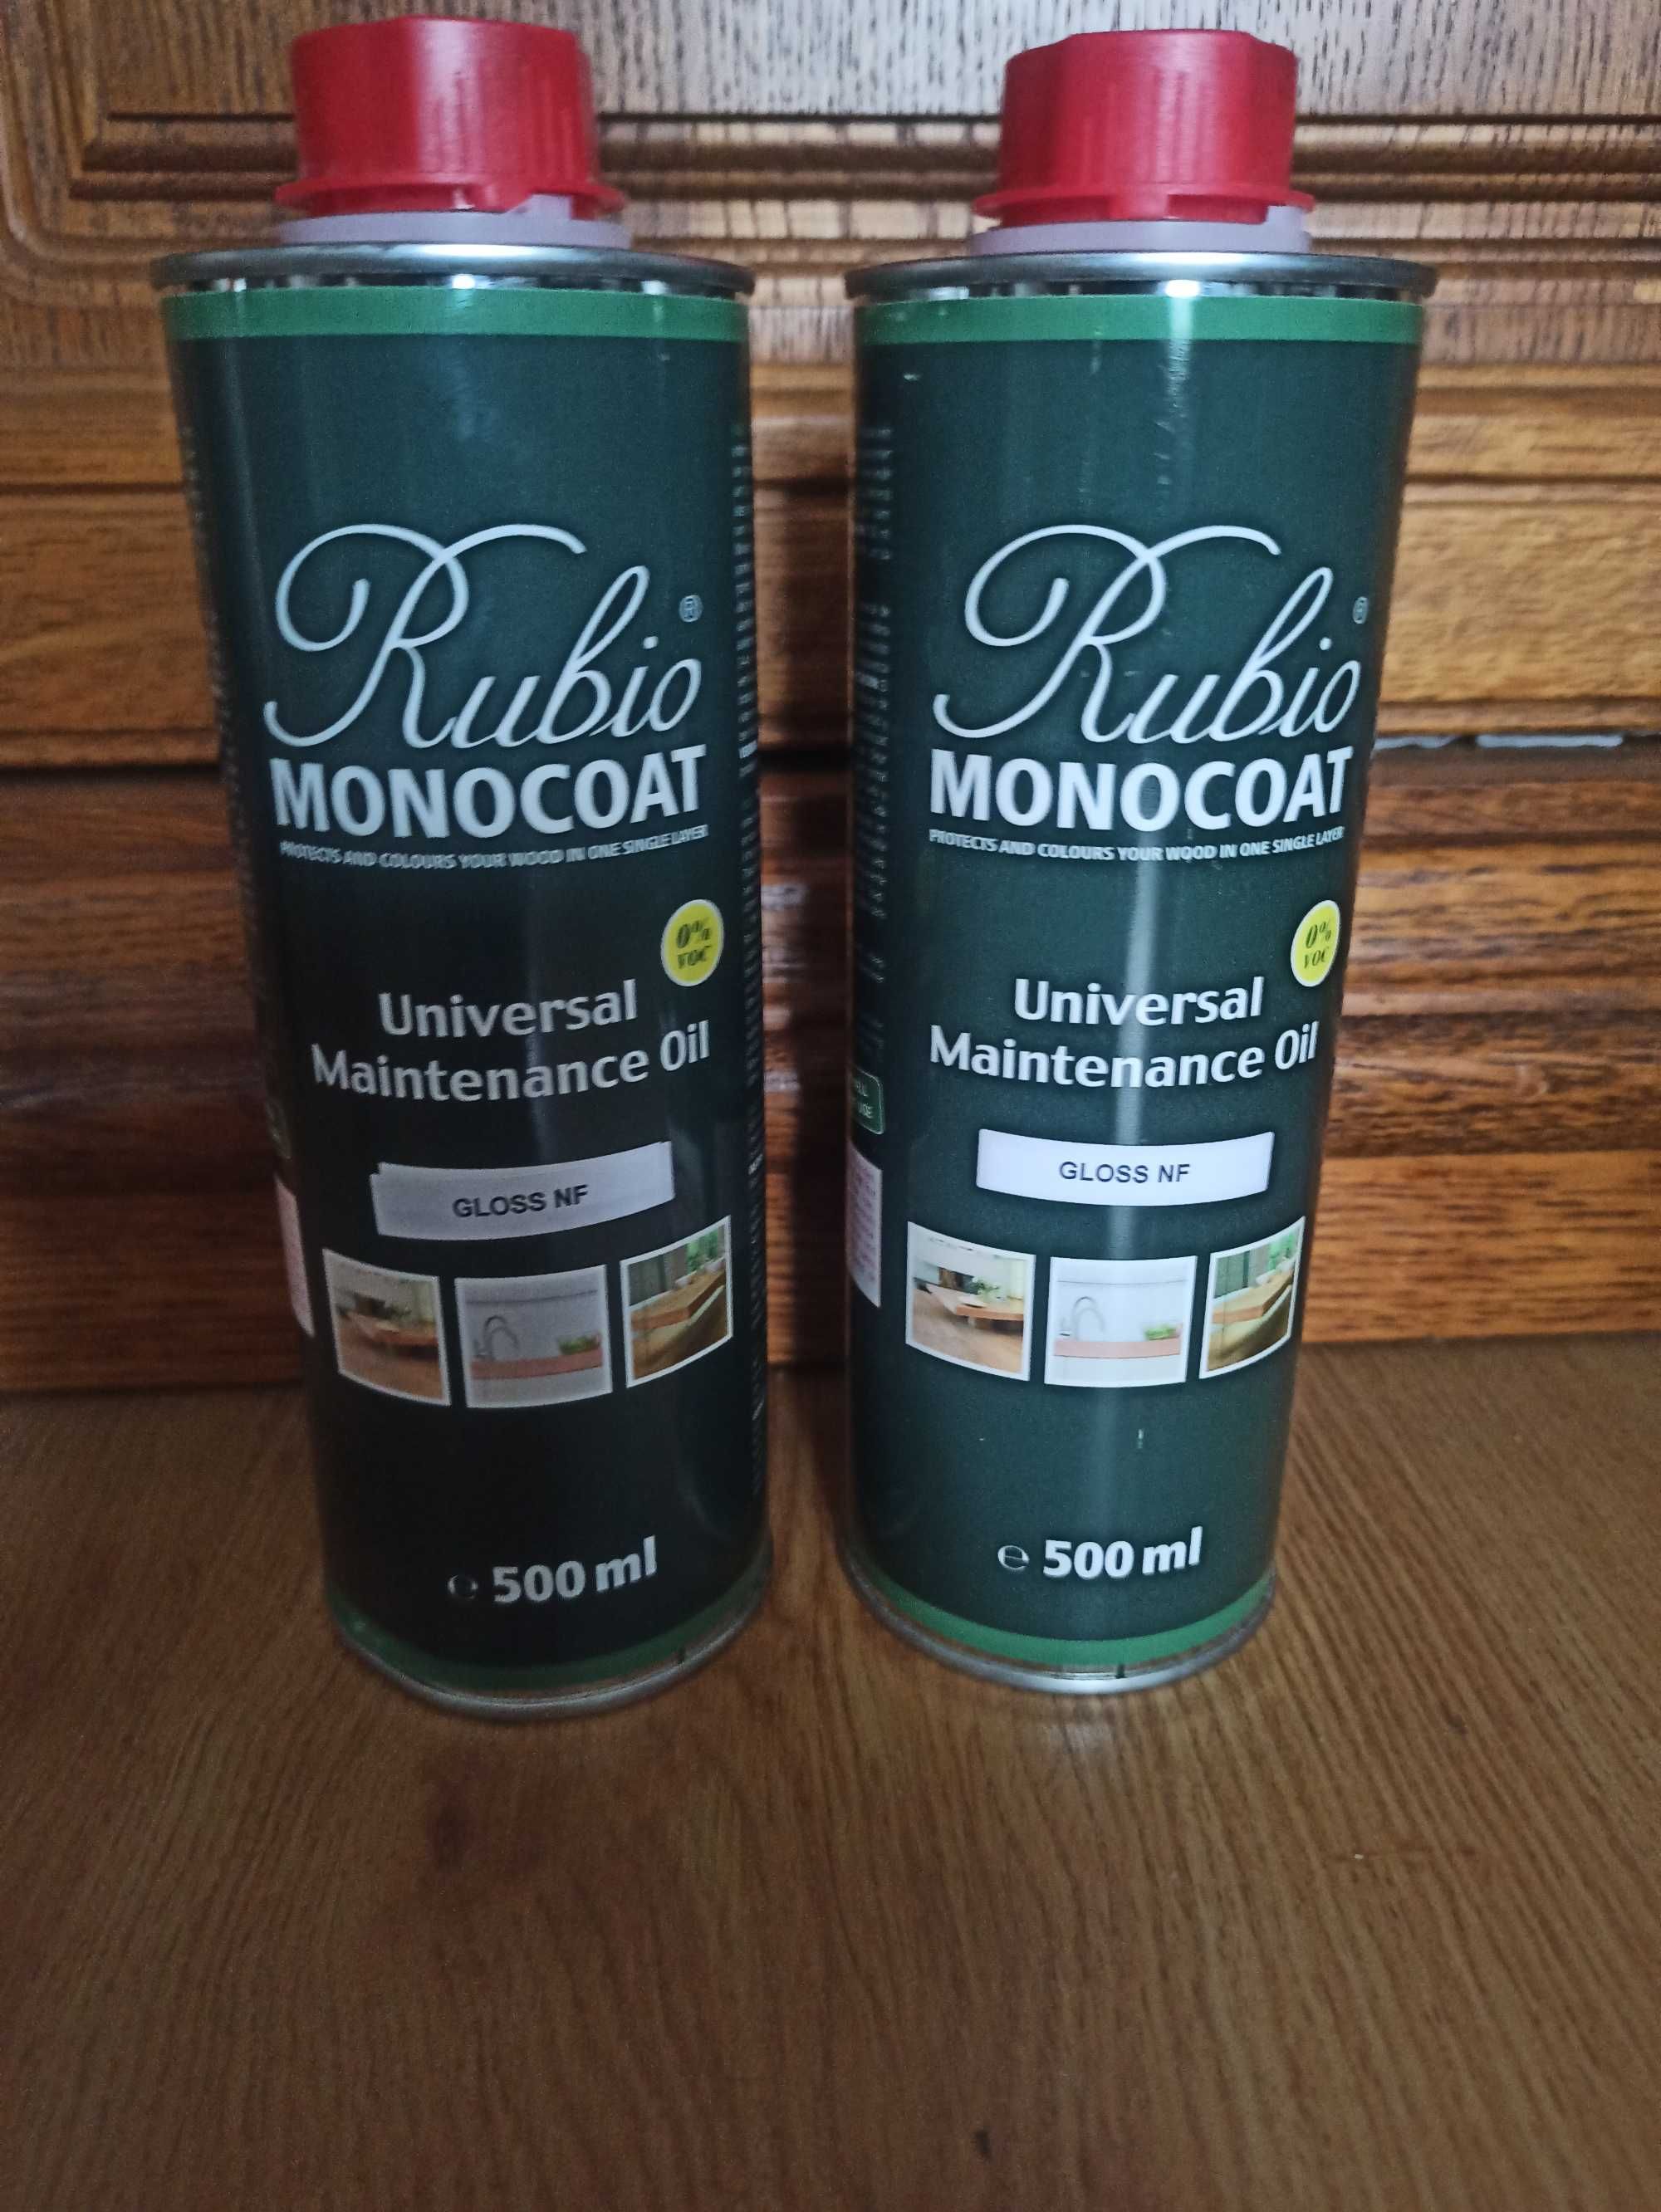 Rubio®
MONOCOAT
PROTECTS AND COLOURS YOUR WOOD IN ONE SINGLE LAYER
0%
VOC
Universal
Maintenance Oil
GLOSS NF
℮ 500 ml
Rubio®
MONOCOAT
PROTECTS AND COLOURS YOUR WOOD IN ONE SINGLE LAYER
0%
VOC
Universal
Maintenance Oil
GLOSS NF
℮ 500 ml